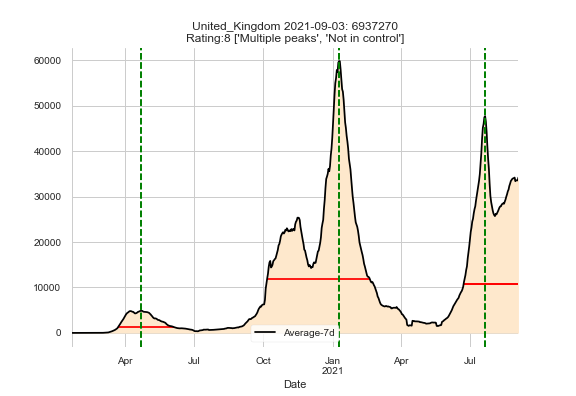 United_Kingdom 2021-09-03: 6937270
Rating:8 ['Multiple peaks', 'Not in control']
60000
50000
40000
30000
20000
10000
0
Average-7d
Apr
Jul
Oct
Jan
2021
Apr
Jul
Date